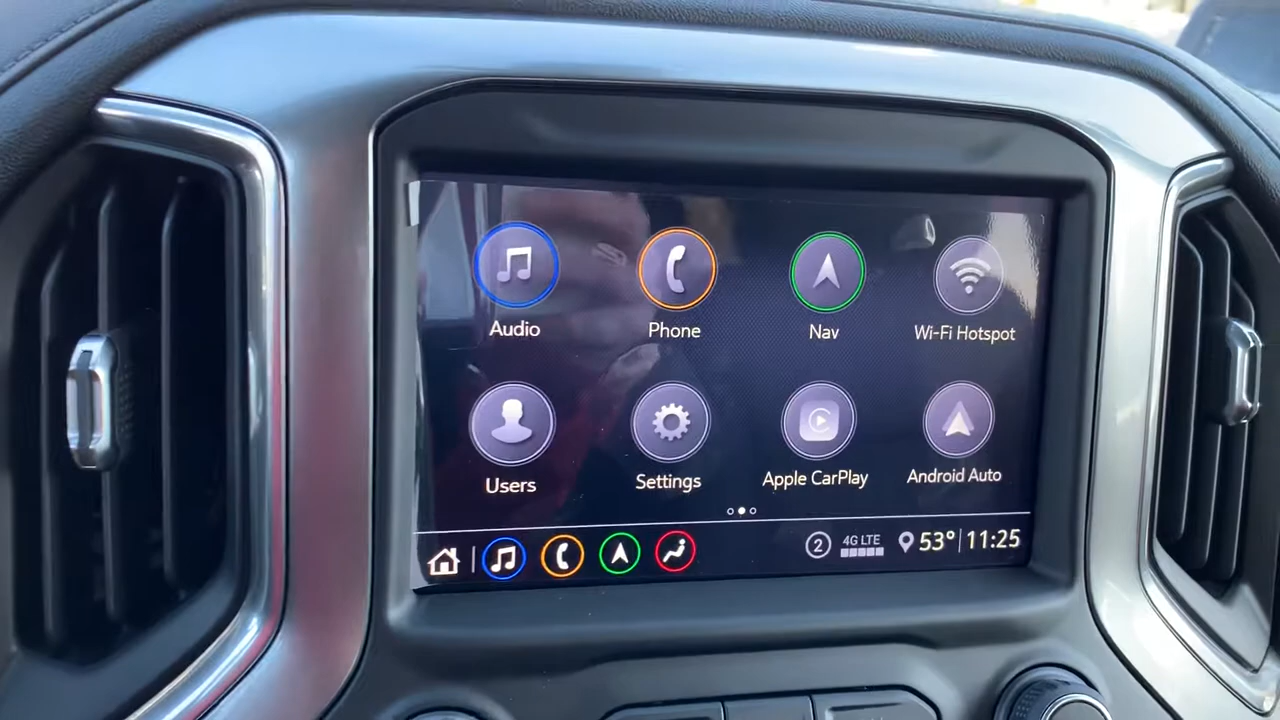 Audio
Phone
Nav
Wi-Fi Hotspot
Users
Settings
Apple CarPlay
Android Auto
2
4G LTE
53°
11:25